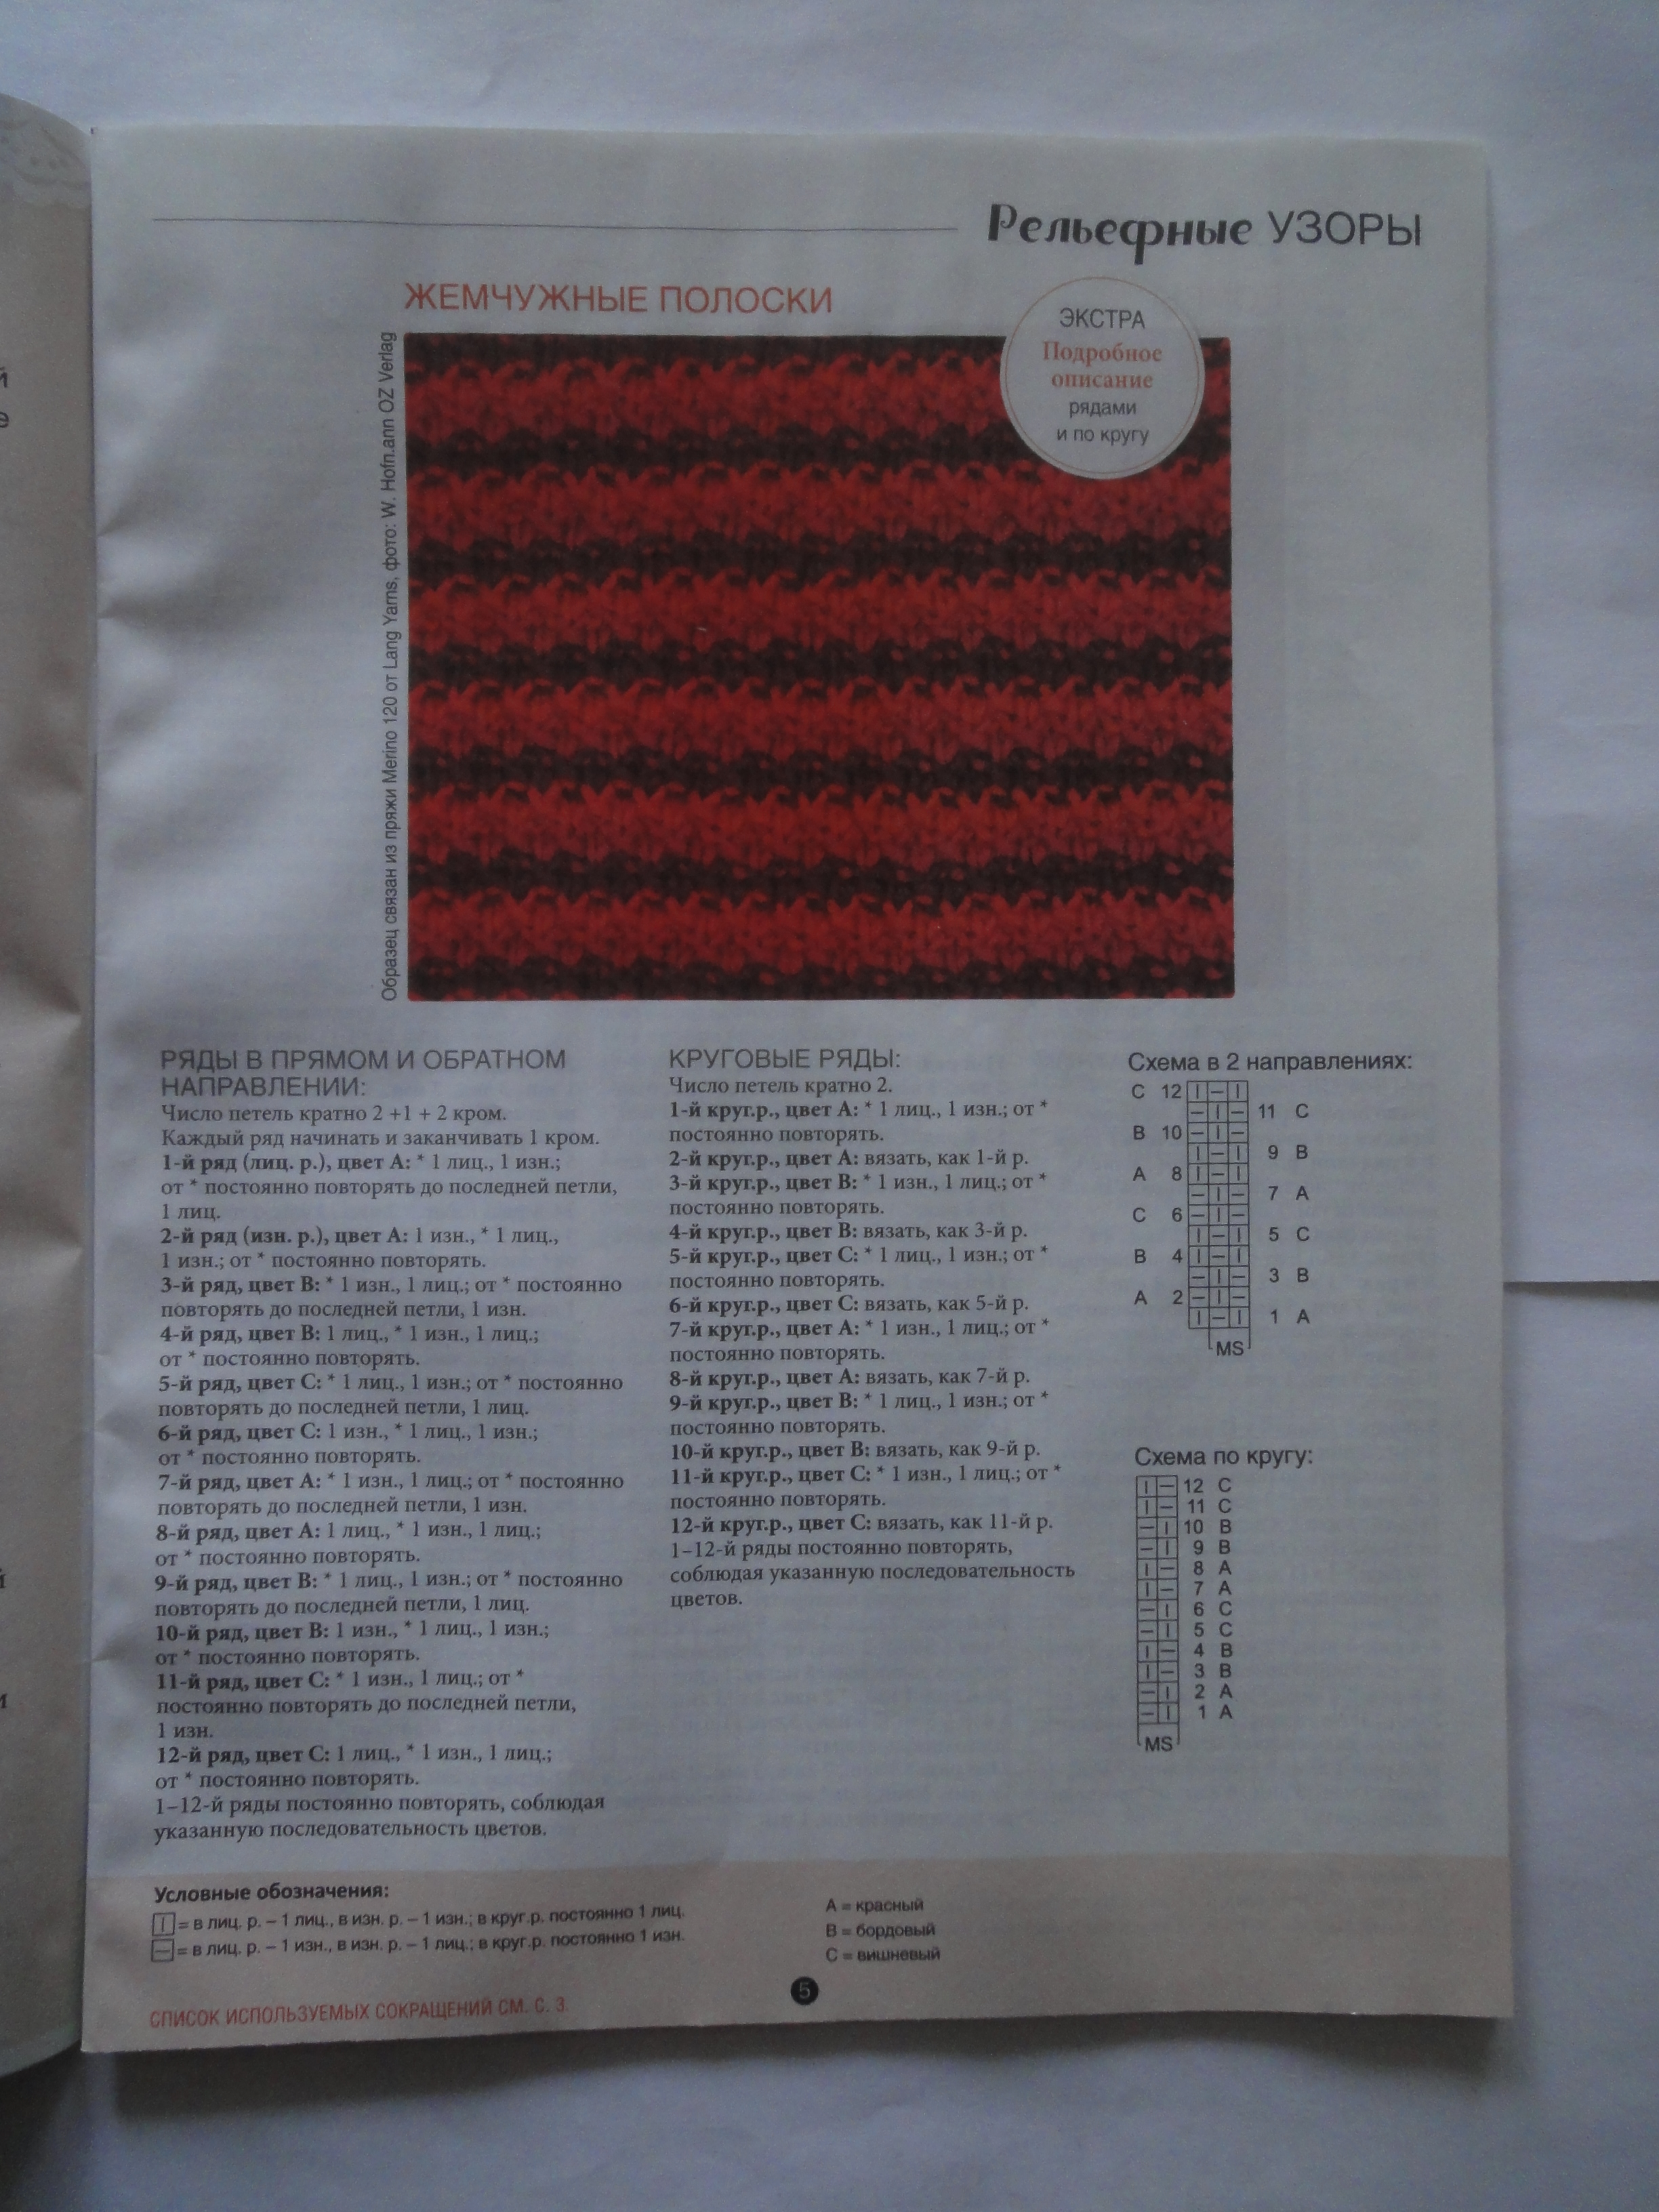 Рельефные УЗОРЫ
ЖЕМЧУЖНЫЕ ПОЛОСКИ
ЭКСТРА
Подробное
описание
рядами
и по кругу
Образец связан из пряжи Merino 120 от Lang Yarns, фото: W. Hofn.ann OZ Verlag
РЯДЫ В ПРЯМОМ И ОБРАТНОМ
НАПРАВЛЕНИИ:
Число петель кратно 2 +1 + 2 кром.
Каждый ряд начинать и заканчивать 1 кром.
1-й ряд (лиц. р.), цвет А: * 1 лиц., 1 изн.;
от * постоянно повторять до последней петли,
1 лиц.
2-й ряд (изн. р.), цвет А: 1 изн., * 1 лиц.,
1 изн.; от * постоянно повторять.
3-й ряд, цвет В: * 1 изн., 1 лиц.; от * постоянно
повторять до последней петли, 1 изн.
4-й ряд, цвет В: 1 лиц., * 1 изн., 1 лиц.;
от * постоянно повторять.
5-й ряд, цвет С: * 1 лиц., 1 изн.; от * постоянно
повторять до последней петли, 1 лиц.
6-й ряд, цвет С: 1 изн., * 1 лиц., 1 изн.;
от * постоянно повторять.
7-й ряд, цвет А: * 1 изн., 1 лиц.; от * постоянно
повторять до последней петли, 1 изн.
8-й ряд, цвет А: 1 лиц., * 1 изн., 1 лиц.;
от * постоянно повторять.
9-й ряд, цвет В: * 1 лиц., 1 изн.; от * постоянно
повторять до последней петли, 1 лиц.
10-й ряд, цвет В: 1 изн., * 1 лиц., 1 изн.;
от * постоянно повторять.
11-й ряд, цвет С: * 1 изн., 1 лиц.; от *
постоянно повторять до последней петли,
1 изн.
12-й ряд, цвет С: 1 лиц., * 1 изн., 1 лиц.;
от * постоянно повторять.
1–12-й ряды постоянно повторять, соблюдая
указанную последовательность цветов.
КРУГОВЫЕ РЯДЫ:
Число петель кратно 2.
1-й круг.р., цвет А: * 1 лиц., 1 изн.; от *
постоянно повторять.
2-й круг.р., цвет А: вязать, как 1-й р.
3-й круг.р., цвет В: * 1 изн., 1 лиц.; от *
постоянно повторять.
4-й круг.р., цвет В: вязать, как 3-й р.
5-й круг.р., цвет С: * 1 лиц., 1 изн.; от *
постоянно повторять.
6-й круг.р., цвет С: вязать, как 5-й р.
7-й круг.р., цвет А: * 1 изн., 1 лиц.; от *
постоянно повторять.
8-й круг.р., цвет А: вязать, как 7-й р.
9-й круг.р., цвет В: * 1 лиц., 1 изн.; от *
постоянно повторять.
10-й круг.р., цвет В: вязать, как 9-й р.
11-й круг.р., цвет С: * 1 изн., 1 лиц.; от *
постоянно повторять.
12-й круг.р., цвет С: вязать, как 11-й р.
1–12-й ряды постоянно повторять,
соблюдая указанную последовательность
цветов.
Схема в 2 направлениях:
С 12
11 С
В 10
9 В
А 8
7 А
С 6
5 С
В 4
3 В
А 2
1 А
MS
Схема по кругу:
12 С
11 С
10 В
9 В
8 А
7 А
6 С
5 С
4 В
3 В
2 А
1 А
MS
Условные обозначения:
= в лиц. р. – 1 лиц., в изн. р. – 1 изн.; в круг.р. постоянно 1 лиц.
= в лиц. р. – 1 изн., в изн. р. – 1 лиц.; в круг.р. постоянно 1 изн.
А = красный
В = бордовый
С = вишневый
5
СПИСОК ИСПОЛЬЗУЕМЫХ СОКРАЩЕНИЙ СМ. С. 3.